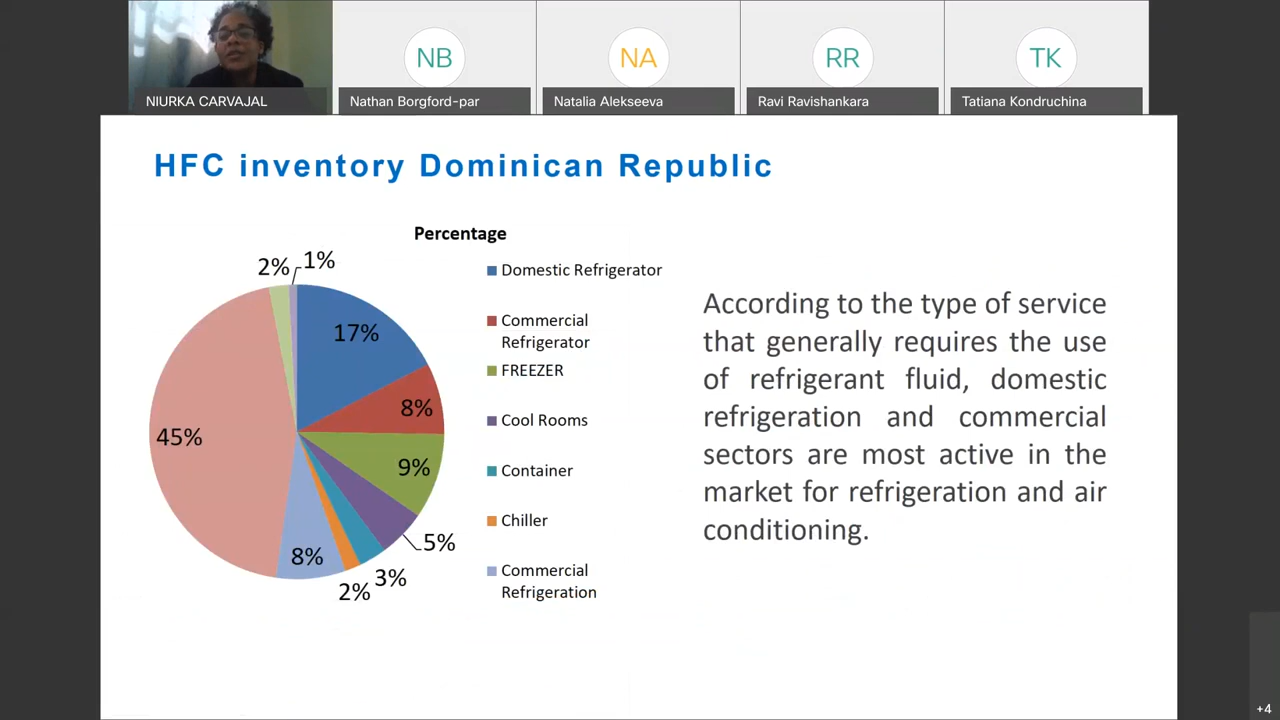 NB
NA
RR
TK
NIURKA CARVAJAL
Nathan Borgford-par
Natalia Alekseeva
Ravi Ravishankara
Tatiana Kondruchina
HFC inventory Dominican Republic
Percentage
2%
1%
17%
8%
9%
5%
3%
2%
8%
45%
Domestic Refrigerator
Commercial
Refrigerator
FREEZER
Cool Rooms
Container
Chiller
Commercial
Refrigeration
According to the type of service
that generally requires the use
of refrigerant fluid, domestic
refrigeration and commercial
sectors are most active in the
market for refrigeration and air
conditioning.
+4